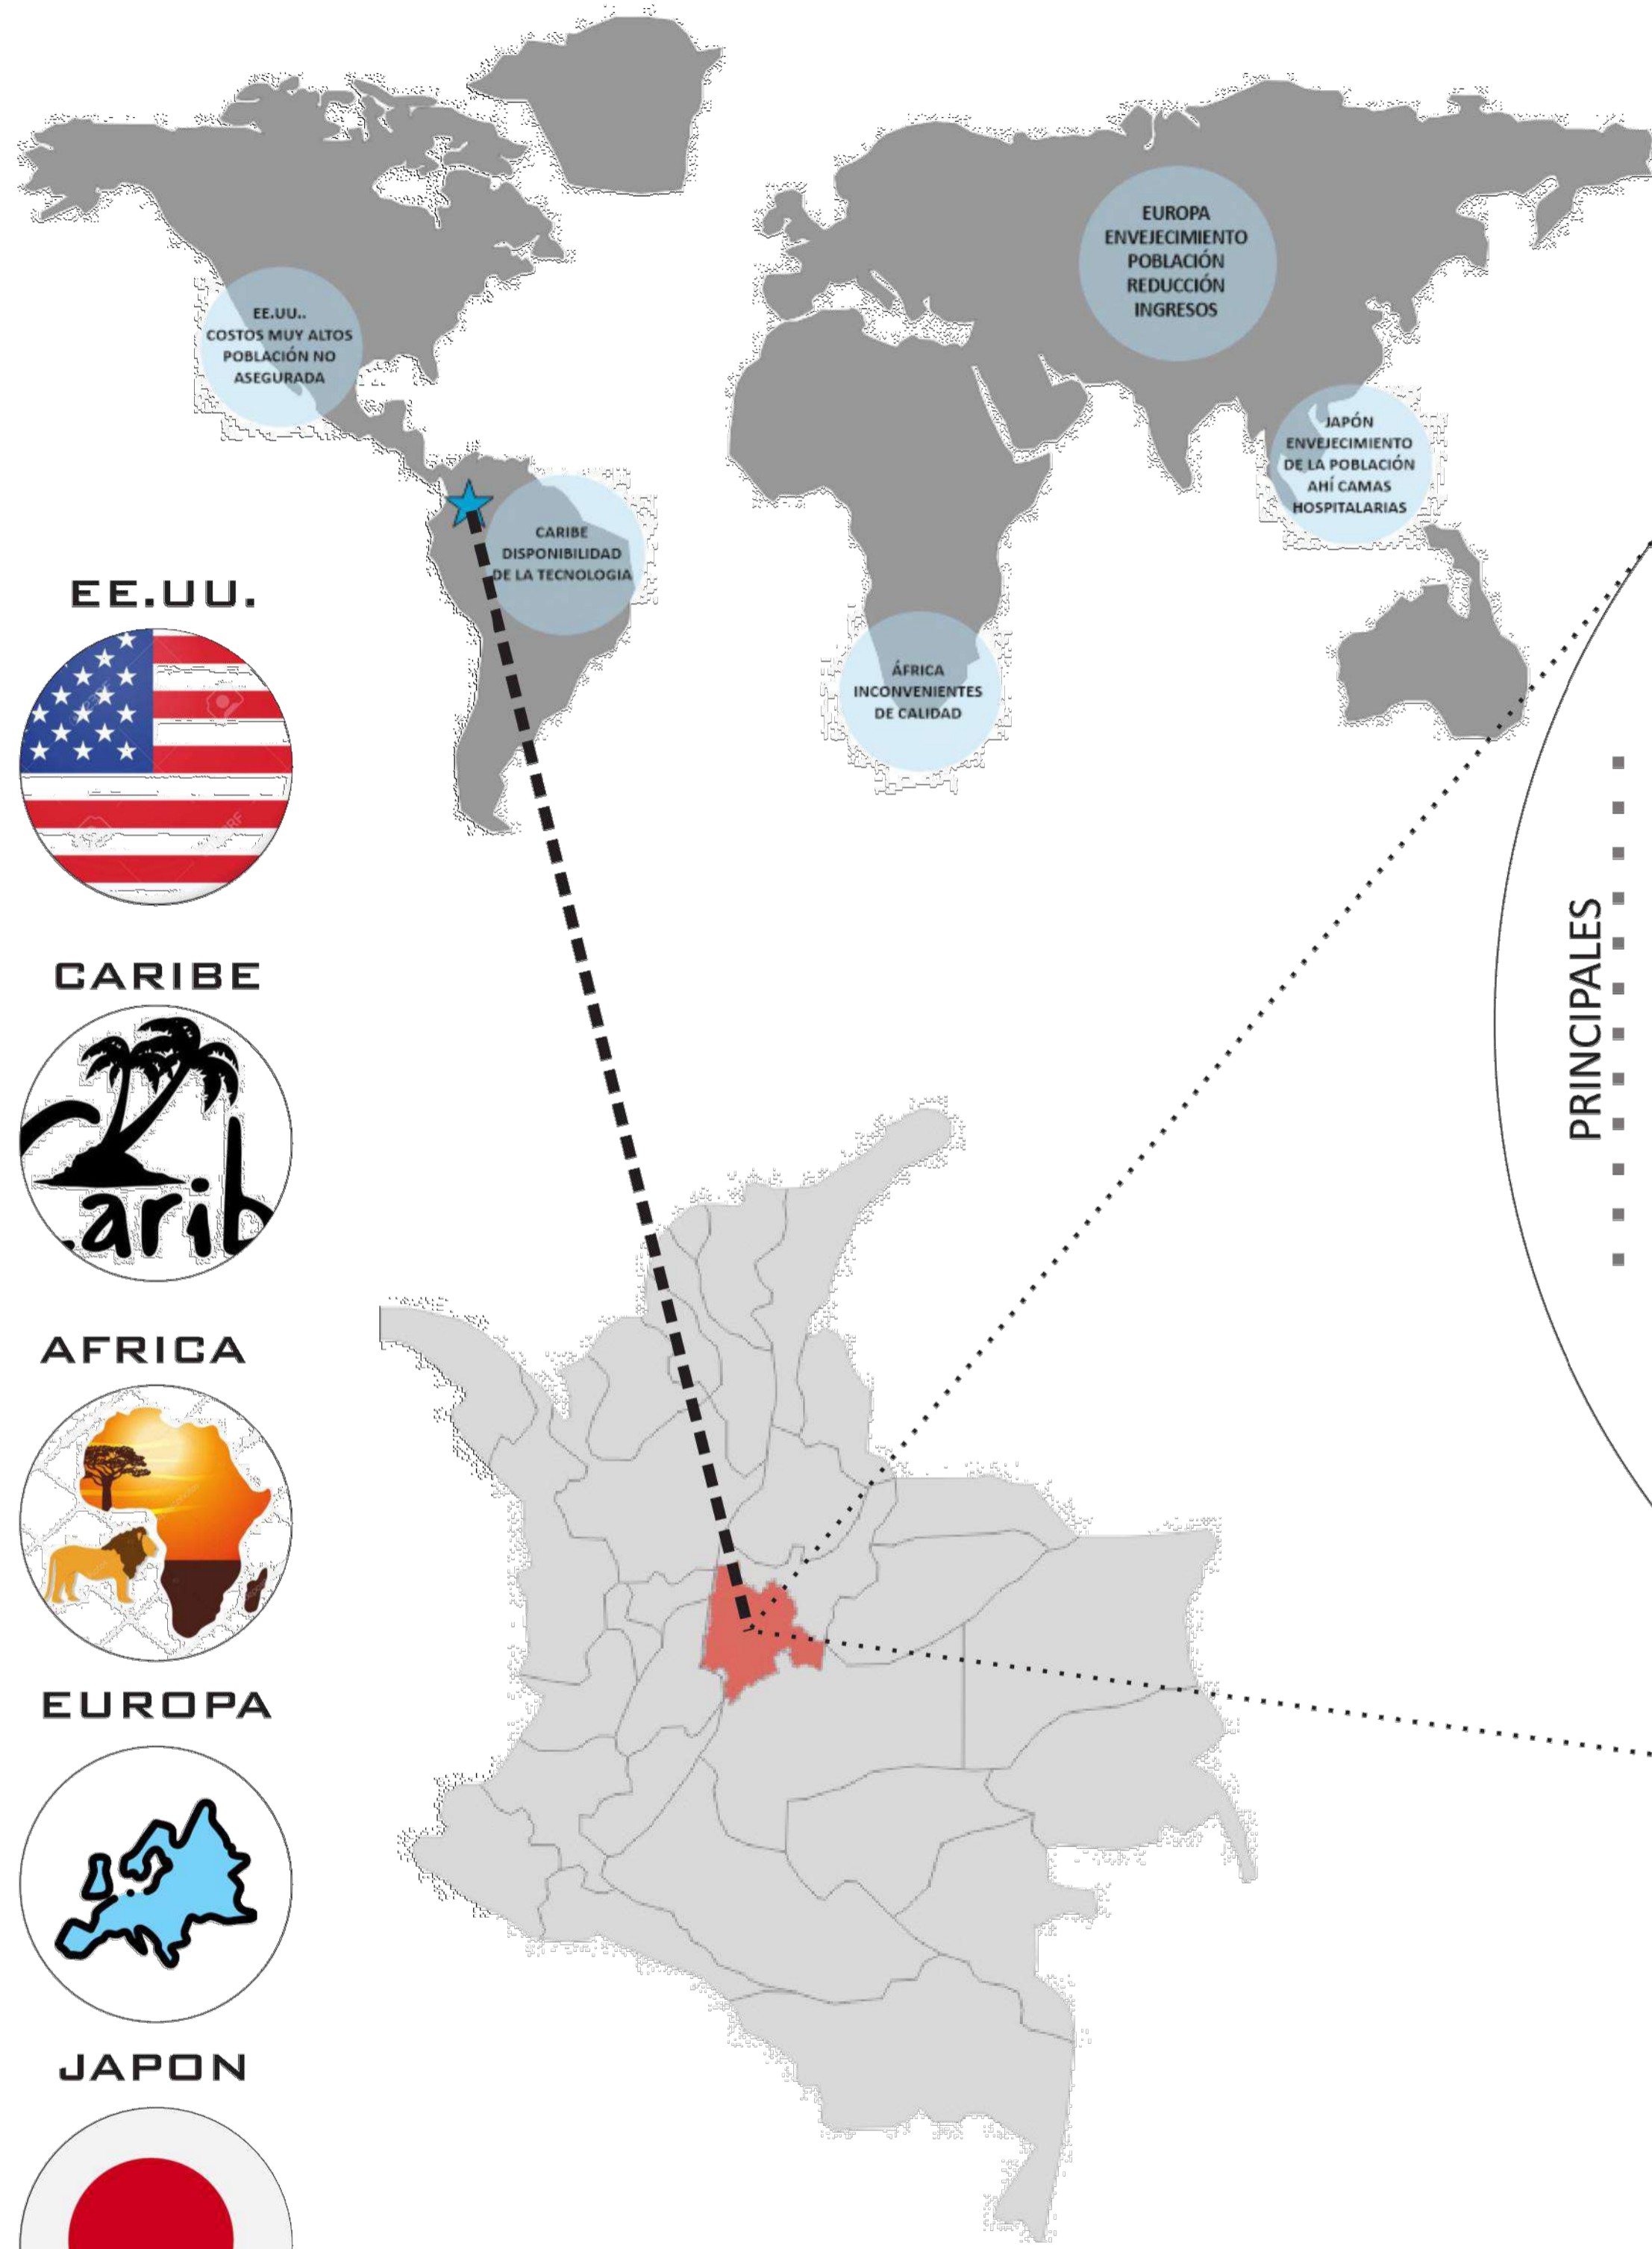 EUROPA
ENVEJECIMIENTO
POBLACIÓN
REDUCCIÓN
INGRESOS
EE.UU..
COSTOS MUY ALTOS
POBLACIÓN NO
ASEGURADA
JAPÓN
ENVEJECIMIENTO
DE LA POBLACIÓN
AHÍ CAMAS
HOSPITALARIAS
CARIBE
DISPONIBILIDAD
DE LA TECNOLOGIA
ÁFRICA
INCONVENIENTES
DE CALIDAD
EE.UU.
CARIBE
arib
AFRICA
EUROPA
JAPON
PRINCIPALES